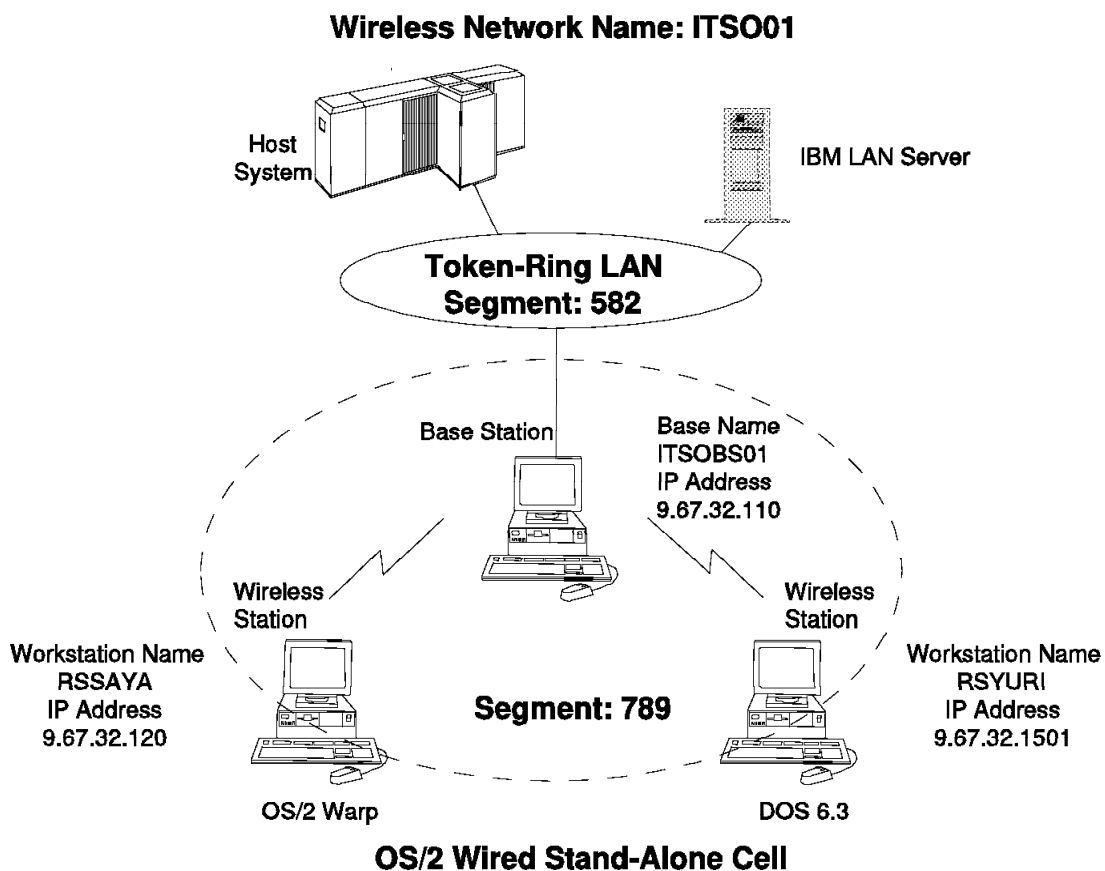 Wireless Network Name: ITSO01
Host
System
IBM LAN Server
Token-Ring LAN
Segment: 582
Base Station
Base Name
ITSOBS01
IP Address
9.67.32.110
Wireless
Station
Wireless
Station
Workstation Name
RSSAYA
IP Address
9.67.32.120
Segment: 789
Workstation Name
RSYURI
IP Address
9.67.32.1501
OS/2 Warp
DOS 6.3
OS/2 Wired Stand-Alone Cell